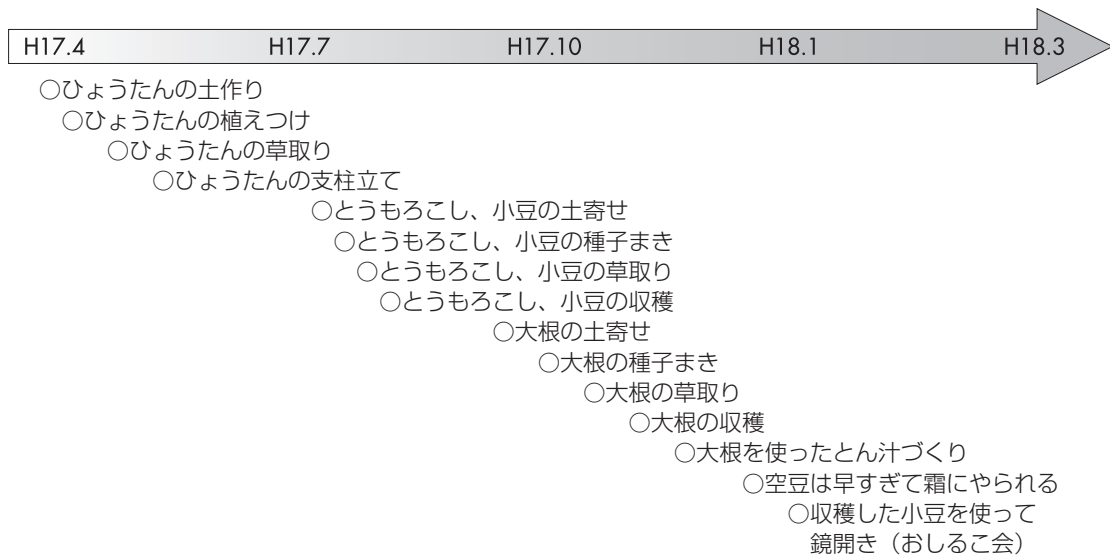 H17.4 H17.7 H17.10 H18.1 H18.3
○ひょうたんの土作り
○ひょうたんの植えつけ
○ひょうたんの草取り
○ひょうたんの支柱立て
○とうもろこし、小豆の土寄せ
○とうもろこし、小豆の種子まき
○とうもろこし、小豆の草取り
○とうもろこし、小豆の収穫
○大根の土寄せ
○大根の種子まき
○大根の草取り
○大根の収穫
○大根を使ったとん汁づくり
○空豆は早すぎて霜にやられる
○収穫した小豆を使って
鏡開き（おしるこ会）